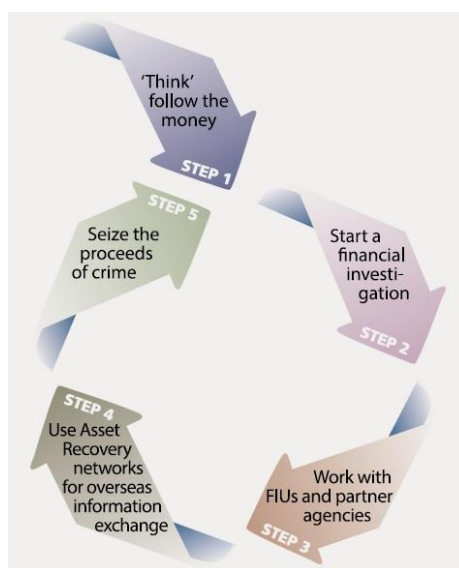 'Think'
follow the
money
STEP 1
Start a
financial
investi-
gation
STEP 2
Work with
FIUs and partner
agencies
STEP 3
STEP 4
Use Asset
Recovery
networks
for overseas
information
exchange
STEP 5
Seize the
proceeds
of crime